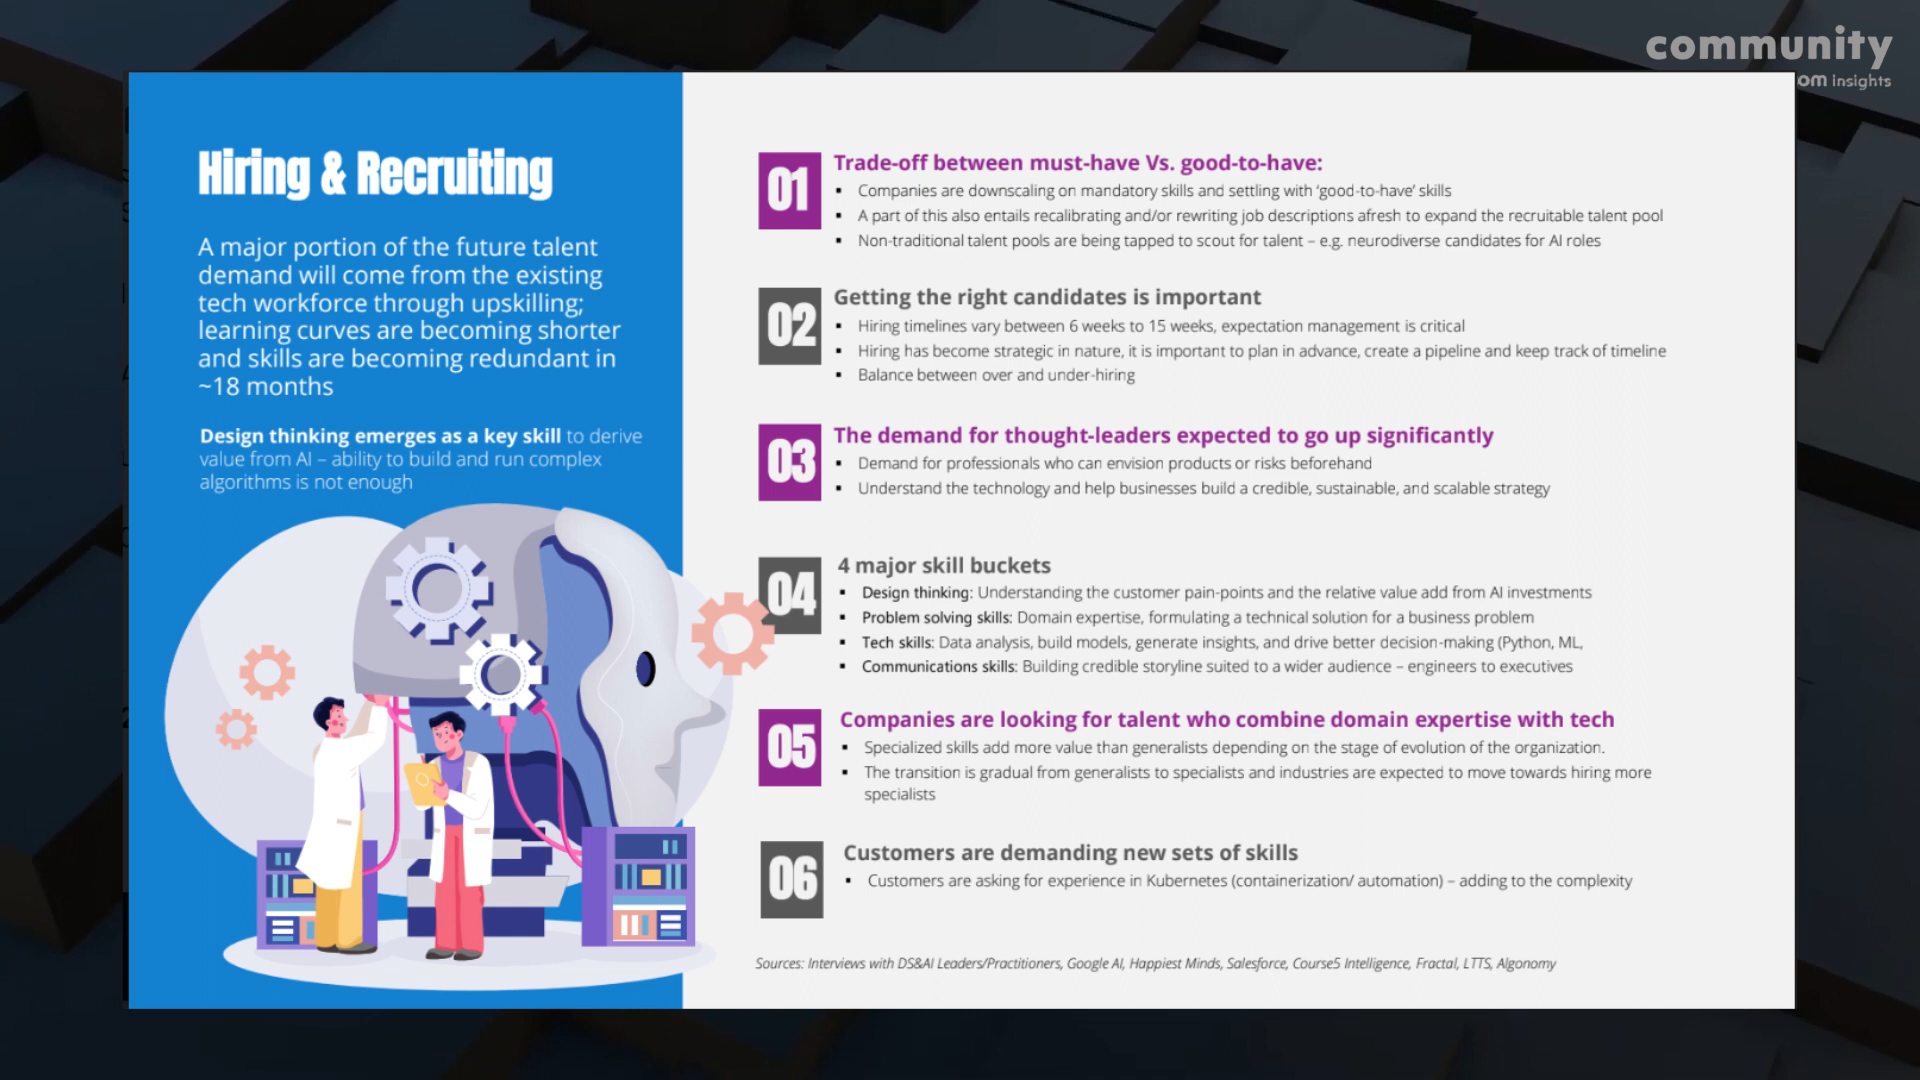 community
om insights
Hiring & Recruiting
A major portion of the future talent
demand will come from the existing
tech workforce through upskilling;
learning curves are becoming shorter
and skills are becoming redundant in
~18 months
Design thinking emerges as a key skill to derive
value from AI – ability to build and run complex
algorithms is not enough
01
Trade-off between must-have Vs. good-to-have:
▪ Companies are downscaling on mandatory skills and settling with ‘good-to-have’ skills
▪ A part of this also entails recalibrating and/or rewriting job descriptions afresh to expand the recruitable talent pool
▪ Non-traditional talent pools are being tapped to scout for talent – e.g. neurodiverse candidates for AI roles
02
Getting the right candidates is important
▪ Hiring timelines vary between 6 weeks to 15 weeks, expectation management is critical
▪ Hiring has become strategic in nature, it is important to plan in advance, create a pipeline and keep track of timeline
▪ Balance between over and under-hiring
03
The demand for thought-leaders expected to go up significantly
▪ Demand for professionals who can envision products or risks beforehand
▪ Understand the technology and help businesses build a credible, sustainable, and scalable strategy
04
4 major skill buckets
▪ Design thinking: Understanding the customer pain-points and the relative value add from AI investments
▪ Problem solving skills: Domain expertise, formulating a technical solution for a business problem
▪ Tech skills: Data analysis, build models, generate insights, and drive better decision-making (Python, ML,
▪ Communications skills: Building credible storyline suited to a wider audience – engineers to executives
05
Companies are looking for talent who combine domain expertise with tech
▪ Specialized skills add more value than generalists depending on the stage of evolution of the organization.
▪ The transition is gradual from generalists to specialists and industries are expected to move towards hiring more
specialists
06
Customers are demanding new sets of skills
▪ Customers are asking for experience in Kubernetes (containerization/ automation) – adding to the complexity
Sources: Interviews with DS&AI Leaders/Practitioners, Google AI, Happiest Minds, Salesforce, Course5 Intelligence, Fractal, LTTS, Algonomy